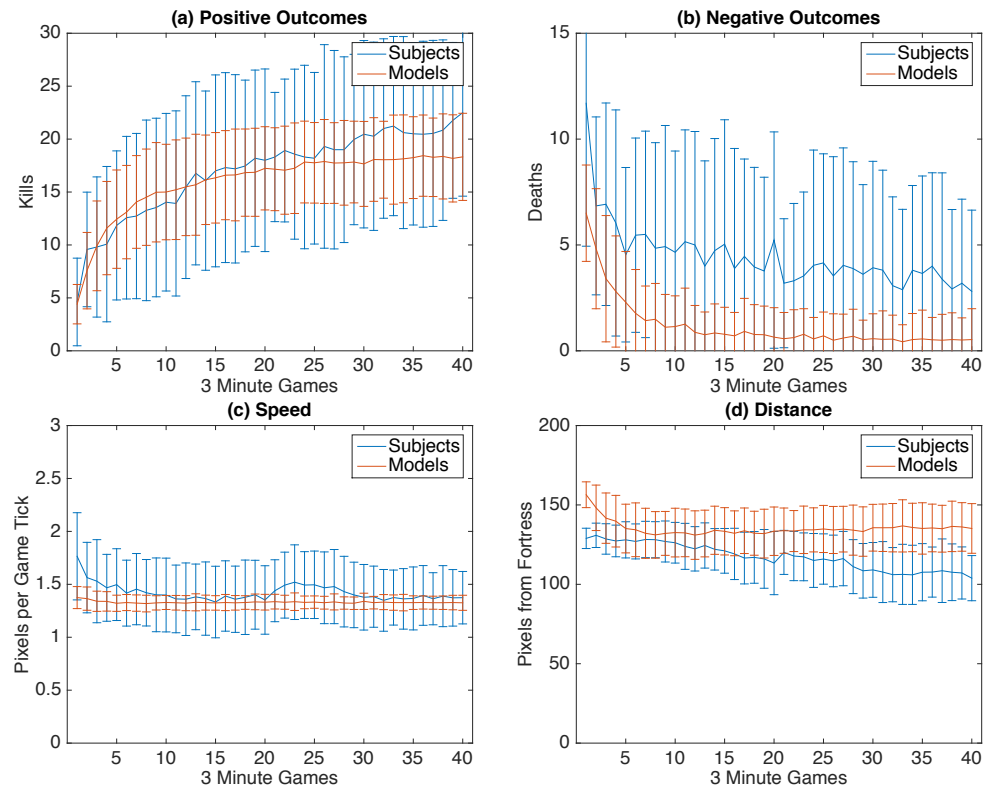 (a) Positive Outcomes
30
25
20
15
10
5
0
Kills
Subjects
Models
5 10 15 20 25 30 35 40
3 Minute Games
(b) Negative Outcomes
15
10
5
0
Deaths
Subjects
Models
5 10 15 20 25 30 35 40
3 Minute Games
(c) Speed
3
2.5
2
1.5
1
0.5
0
Pixels per Game Tick
Subjects
Models
5 10 15 20 25 30 35 40
3 Minute Games
(d) Distance
200
150
100
50
0
Pixels from Fortress
Subjects
Models
5 10 15 20 25 30 35 40
3 Minute Games